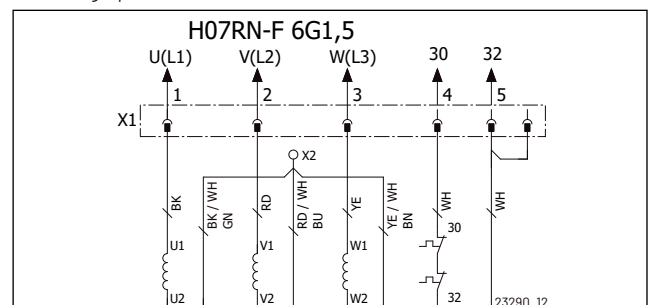 H07RN-F 6G1,5
U(L1) V(L2) W(L3) 30 32
1 2 3 4 5
X1
X2
BK
BK / WH
GN
RD
RD / WH
BU
YE
YE / WH
BN
WH
WH
30
U1 V1 W1
U2 V2 W2 32
23290_12